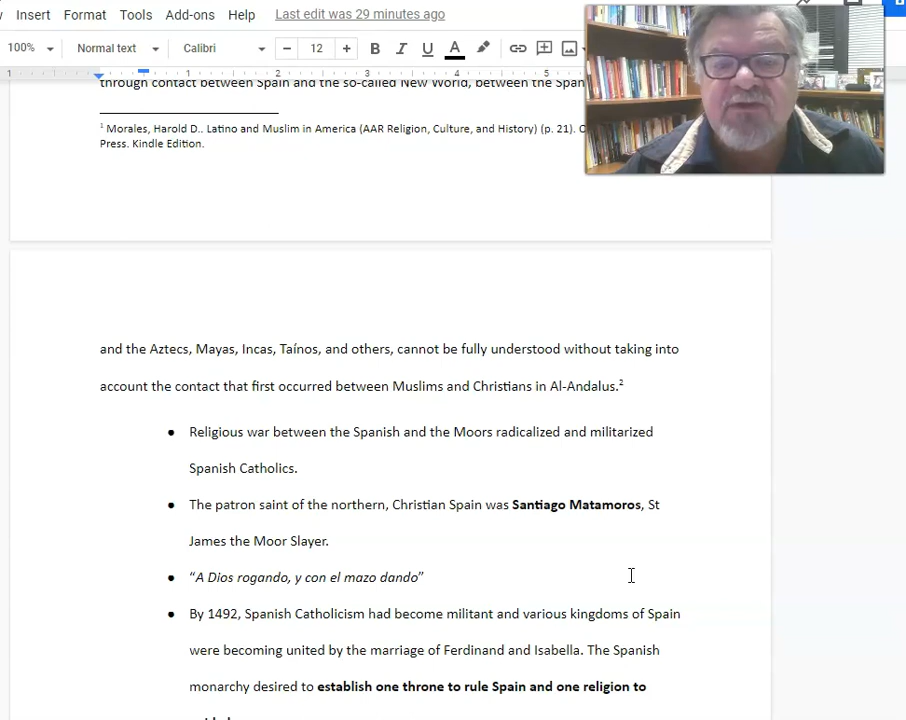 Insert Format Tools Add-ons Help Last edit was 29 minutes ago
100% Normal text Calibri 12 B I U A
1 1 2 3 4 5
through contact between Spain and the so-called New World, between the Span
1 Morales, Harold D.. Latino and Muslim in America (AAR Religion, Culture, and History) (p. 21). O
Press. Kindle Edition.
and the Aztecs, Mayas, Incas, Taínos, and others, cannot be fully understood without taking into
account the contact that first occurred between Muslims and Christians in Al-Andalus.2
● Religious war between the Spanish and the Moors radicalized and militarized
Spanish Catholics.
● The patron saint of the northern, Christian Spain was Santiago Matamoros, St
James the Moor Slayer.
● “A Dios rogando, y con el mazo dando”
● By 1492, Spanish Catholicism had become militant and various kingdoms of Spain
were becoming united by the marriage of Ferdinand and Isabella. The Spanish
monarchy desired to establish one throne to rule Spain and one religion to